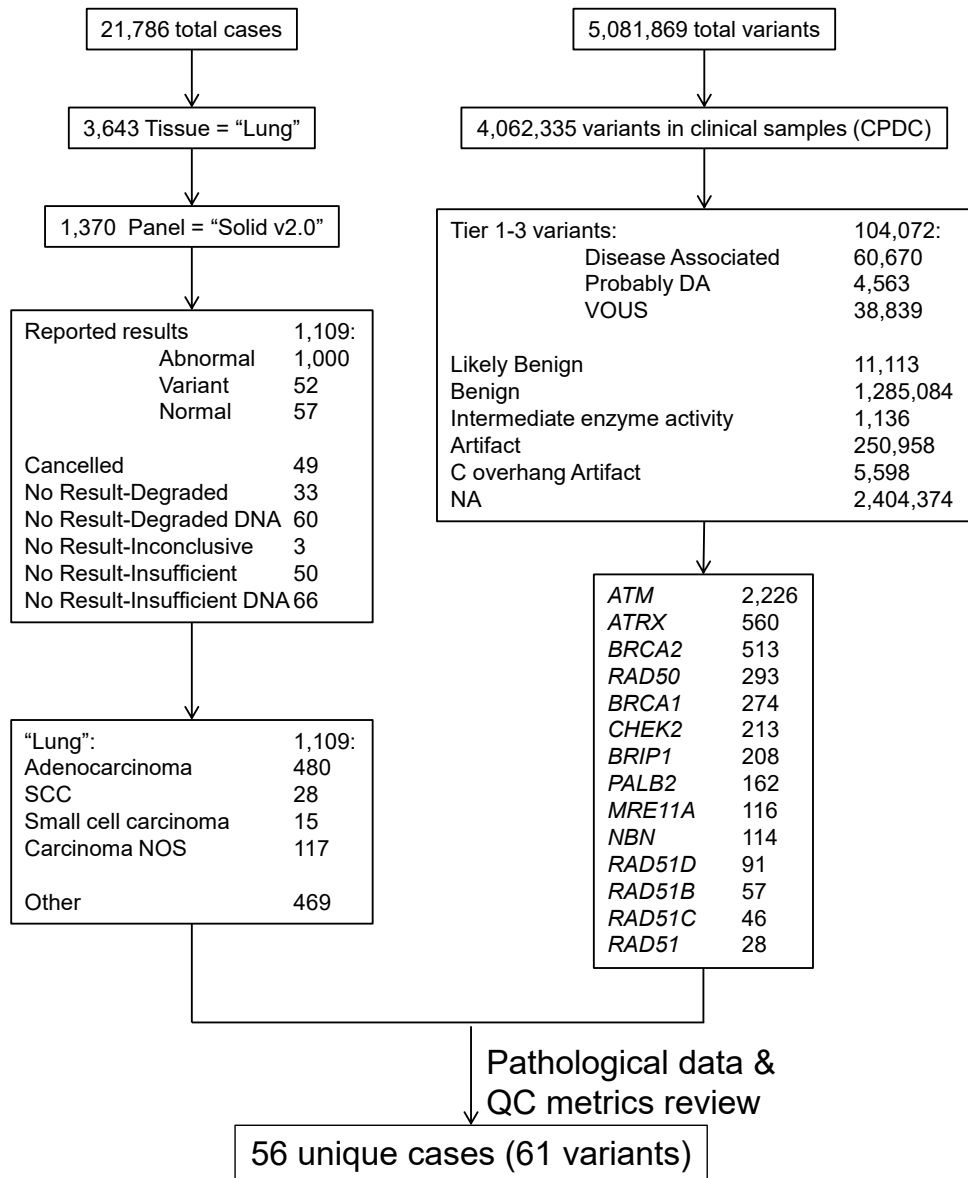 21,786 total cases
3,643 Tissue = “Lung”
1,370 Panel = “Solid v2.0”
Reported results 1,109:
Abnormal 1,000
Variant 52
Normal 57
Cancelled 49
No Result-Degraded 33
No Result-Degraded DNA 60
No Result-Inconclusive 3
No Result-Insufficient 50
No Result-Insufficient DNA 66
“Lung”: 1,109:
Adenocarcinoma 480
SCC 28
Small cell carcinoma 15
Carcinoma NOS 117
Other 469
5,081,869 total variants
4,062,335 variants in clinical samples (CPDC)
Tier 1-3 variants: 104,072:
Disease Associated 60,670
Probably DA 4,563
VOUS 38,839
Likely Benign 11,113
Benign 1,285,084
Intermediate enzyme activity 1,136
Artifact 250,958
C overhang Artifact 5,598
NA 2,404,374
ATM 2,226
ATRX 560
BRCA2 513
RAD50 293
BRCA1 274
CHEK2 213
BRIP1 208
PALB2 162
MRE11A 116
NBN 114
RAD51D 91
RAD51B 57
RAD51C 46
RAD51 28
Pathological data &
QC metrics review
56 unique cases (61 variants)